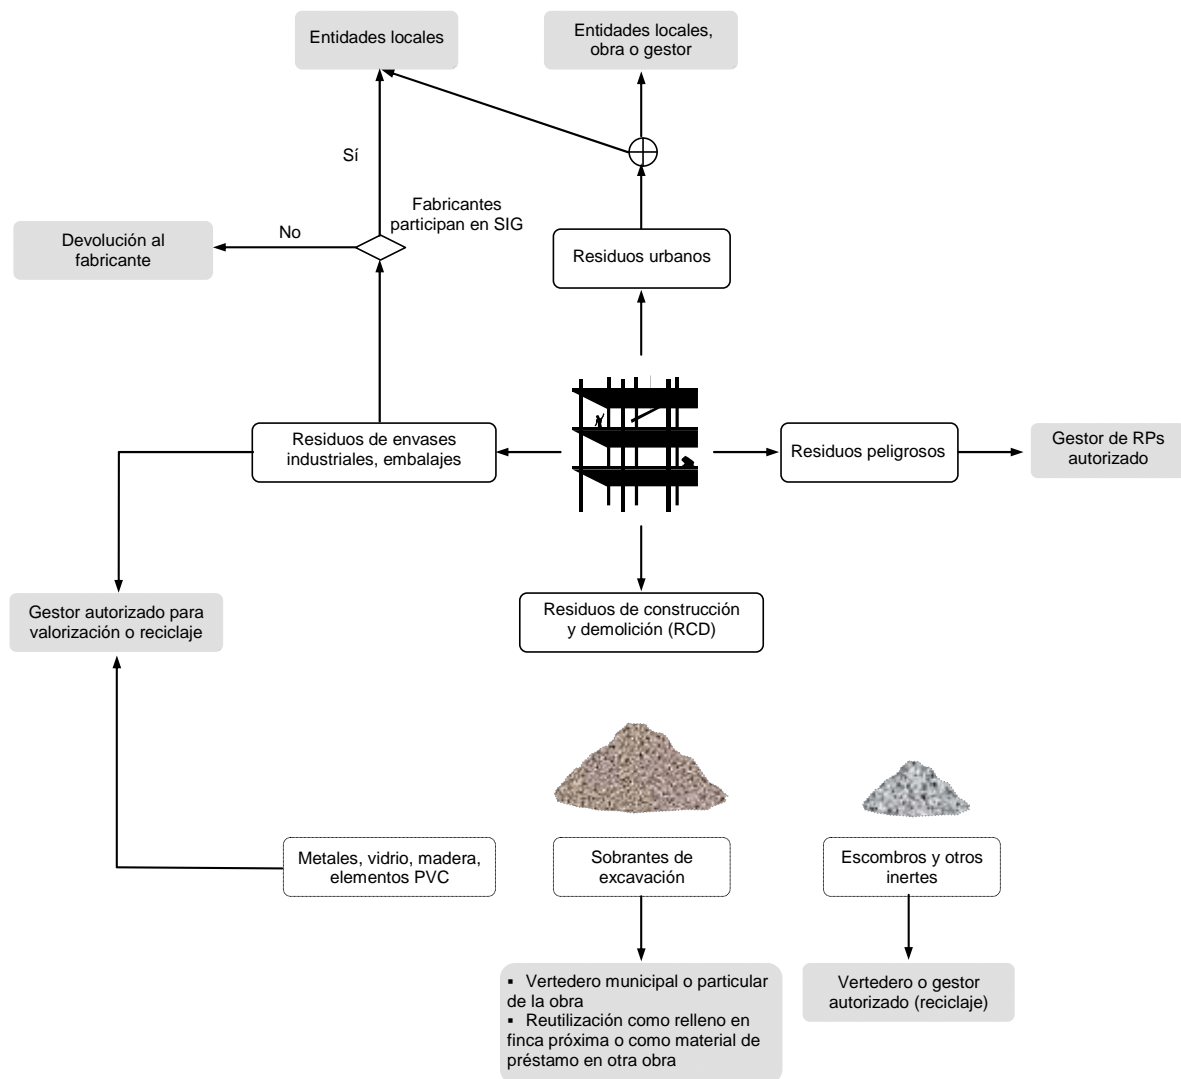 Entidades locales
Entidades locales,
obra o gestor
Sí
Fabricantes
participan en SIG
No
Devolución al
fabricante
Residuos urbanos
Residuos de envases
industriales, embalajes
Residuos peligrosos
Gestor de RPs
autorizado
Gestor autorizado para
valorización o reciclaje
Residuos de construcción
y demolición (RCD)
Metales, vidrio, madera,
elementos PVC
Sobrantes de
excavación
Escombros y otros
inertes
▪ Vertedero municipal o particular
de la obra
▪ Reutilización como relleno en
finca próxima o como material de
préstamo en otra obra
Vertedero o gestor
autorizado (reciclaje)